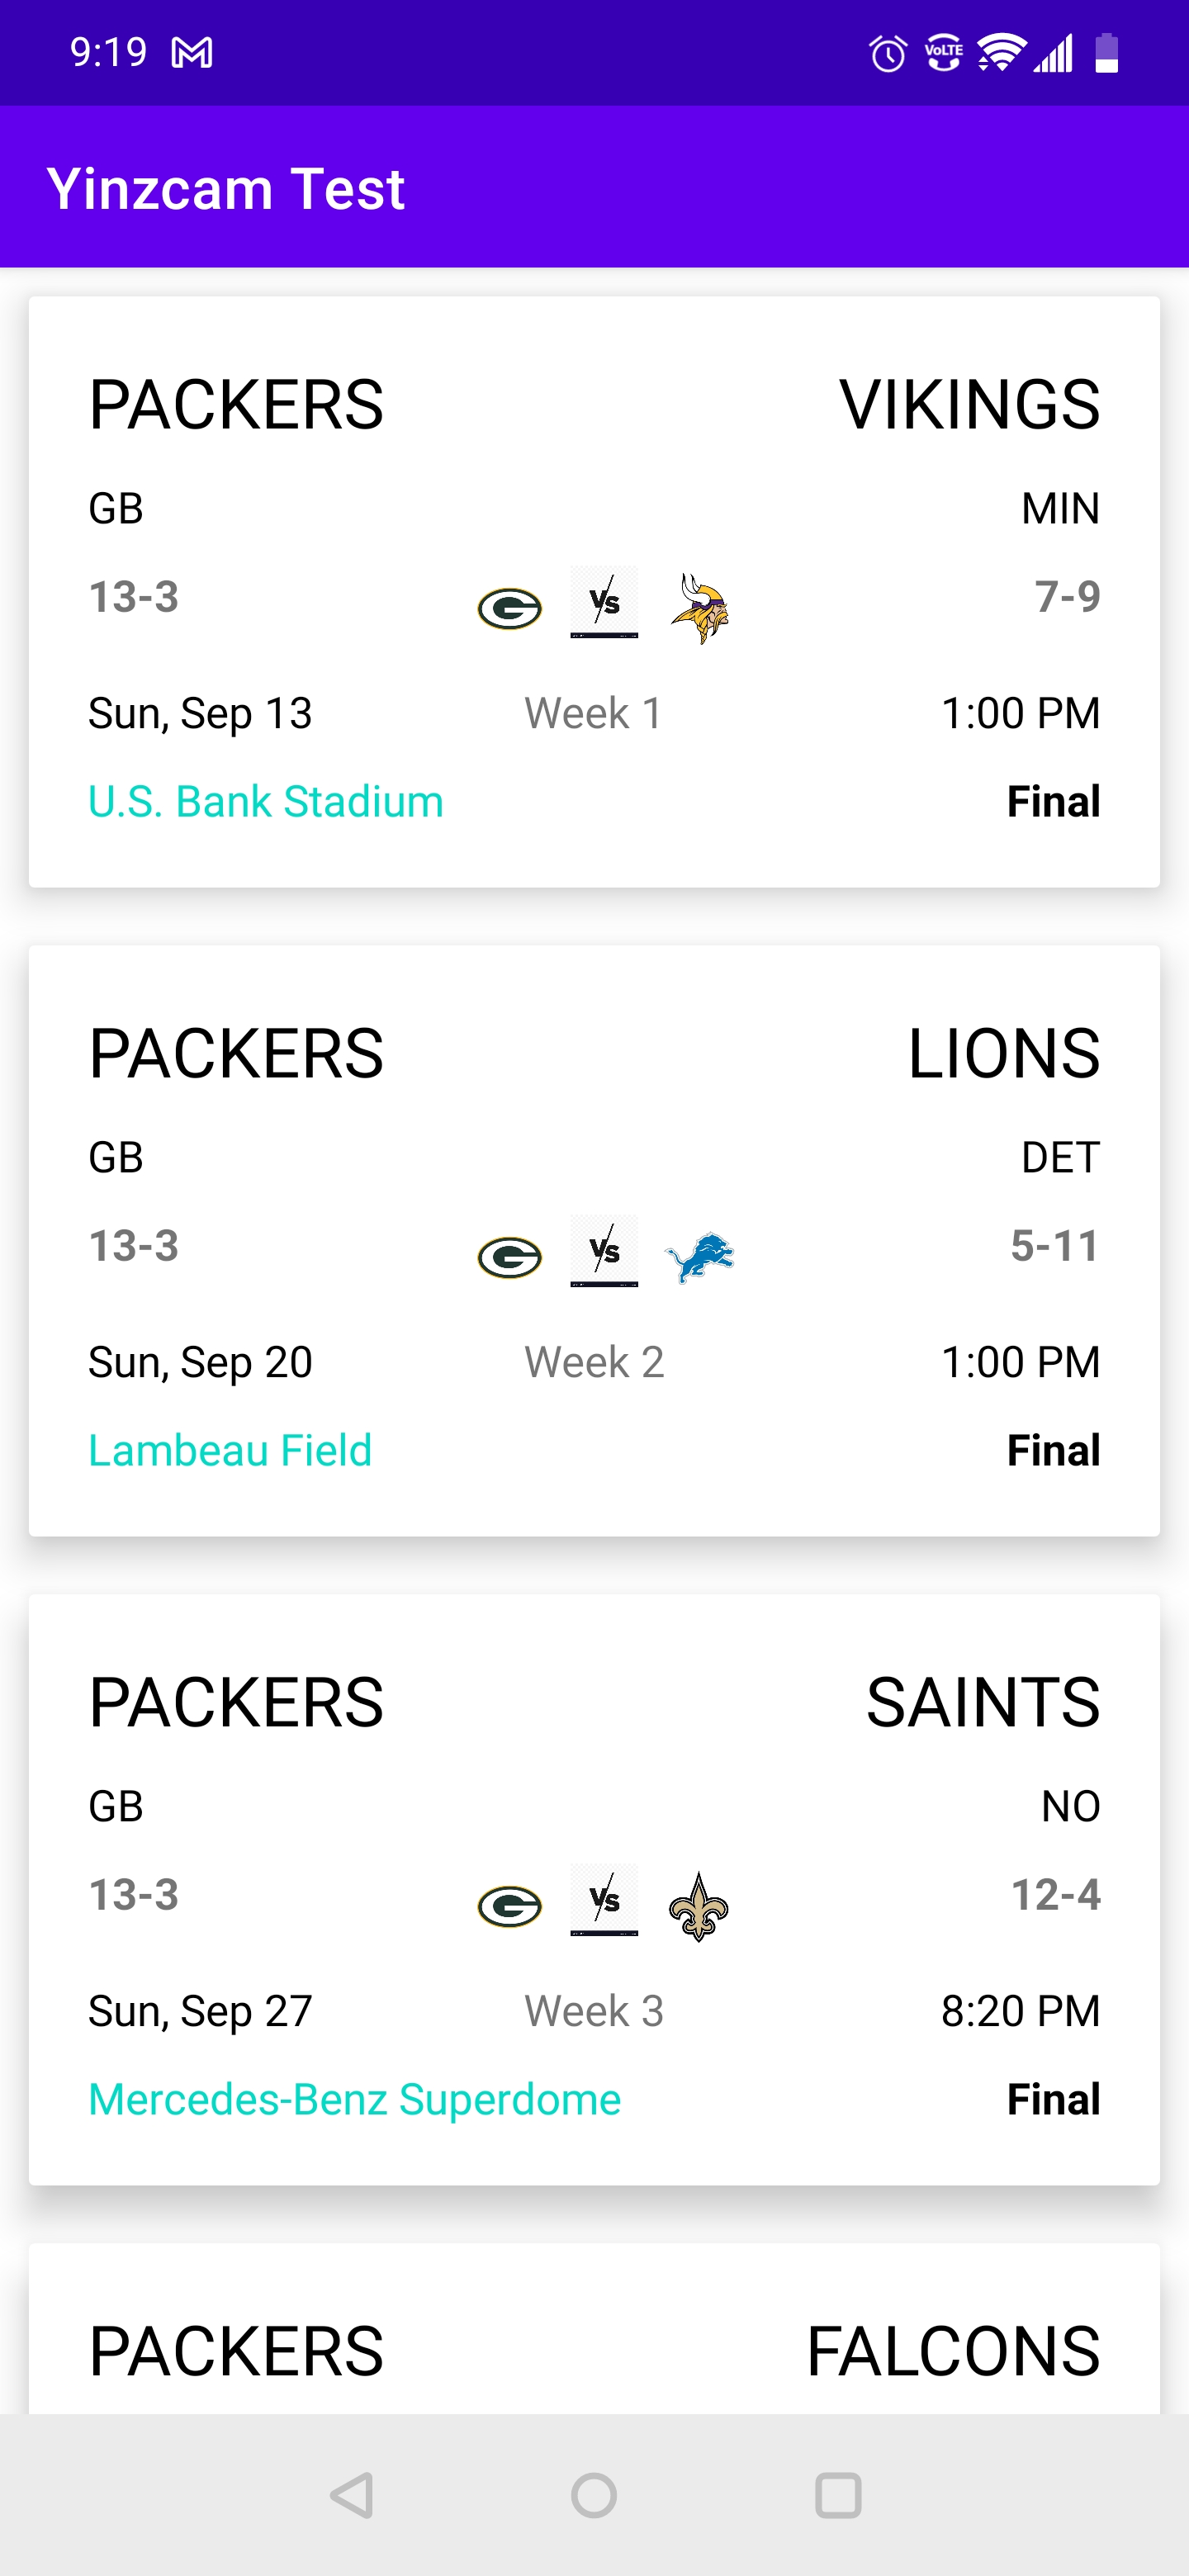 9:19
VoLTE
Yinzcam Test
PACKERS VIKINGS
GB MIN
13-3 VS 7-9
Sun, Sep 13 Week 1 1:00 PM
U.S. Bank Stadium Final
PACKERS LIONS
GB DET
13-3 VS 5-11
Sun, Sep 20 Week 2 1:00 PM
Lambeau Field Final
PACKERS SAINTS
GB NO
13-3 VS 12-4
Sun, Sep 27 Week 3 8:20 PM
Mercedes-Benz Superdome Final
PACKERS FALCONS